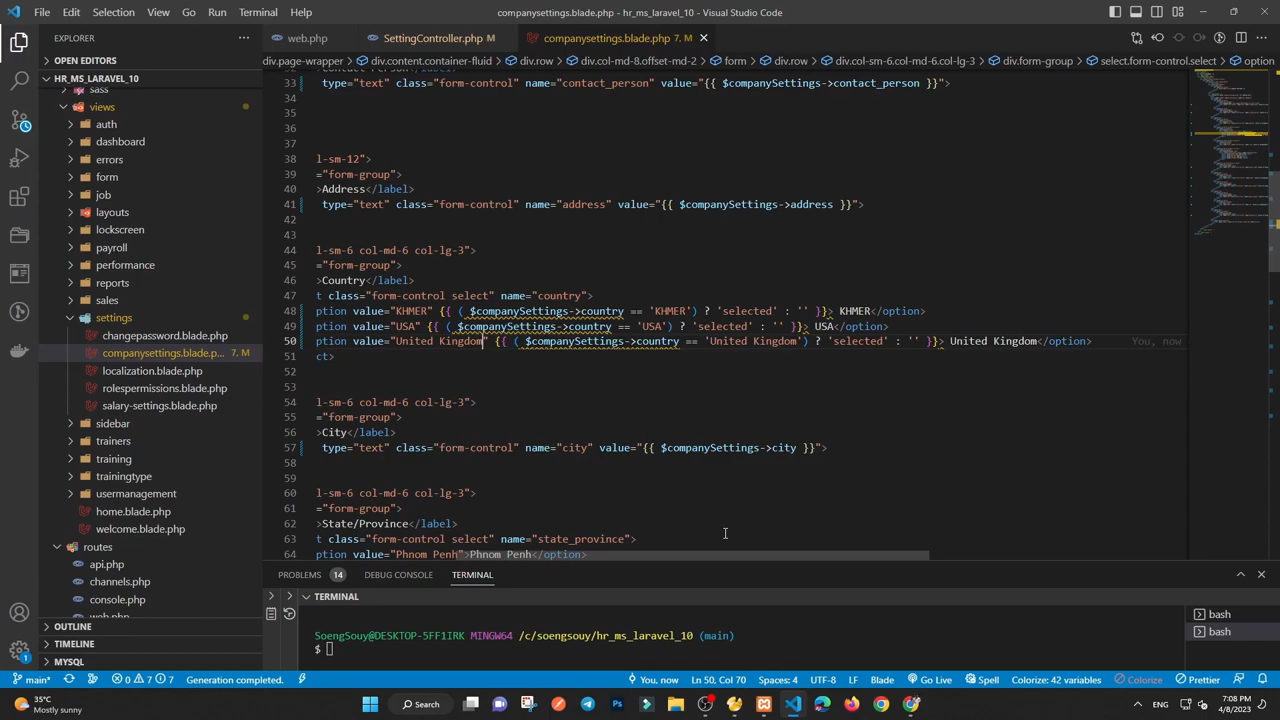 File Edit Selection View Go Run Terminal Help
companysettings.blade.php - hr_ms_laravel_10 - Visual Studio Code
EXPLORER
OPEN EDITORS
HR_MS_LARAVEL_10
sass
views
auth
dashboard
errors
form
job
layouts
lockscreen
payroll
performance
reports
sales
settings
changepassword.blade.php
companysettings.blade.p... 7, M
localization.blade.php
rolespermissions.blade.php
salary-settings.blade.php
sidebar
trainers
training
trainingtype
usermanagement
home.blade.php
welcome.blade.php
routes
api.php
channels.php
console.php
web.php
OUTLINE
TIMELINE
MYSQL
web.php
SettingController.php M
companysettings.blade.php 7, M
div.page-wrapper > div.content.container-fluid > div.row > div.col-md-8.offset-md-2 > form > div.row > div.col-sm-6.col-md-6.col-lg-3 > div.form-group > select.form-control.select > option
32 >Contact Person</label>
33 type="text" class="form-control" name="contact_person" value="{{ $companySettings->contact_person }}">
34
35
36
38 l-sm-12">
39 ="form-group">
40 >Address</label>
41 type="text" class="form-control" name="address" value="{{ $companySettings->address }}">
42
43
44 l-sm-6 col-md-6 col-lg-3">
45 ="form-group">
46 >Country</label>
47 t class="form-control select" name="country">
48 ption value="KHMER" {{ ( $companySettings->country == 'KHMER') ? 'selected' : '' }}> KHMER</option>
49 ption value="USA" {{ ( $companySettings->country == 'USA') ? 'selected' : '' }}> USA</option>
50 ption value="United Kingdom" {{ ( $companySettings->country == 'United Kingdom') ? 'selected' : '' }}> United Kingdom</option> You, now
51 ct>
52
53
54 l-sm-6 col-md-6 col-lg-3">
55 ="form-group">
56 >City</label>
57 type="text" class="form-control" name="city" value="{{ $companySettings->city }}">
58
59
60 l-sm-6 col-md-6 col-lg-3">
61 ="form-group">
62 >State/Province</label>
63 t class="form-control select" name="state_province">
64 ption value="Phnom Penh">Phnom Penh</option>
PROBLEMS 14 DEBUG CONSOLE TERMINAL
TERMINAL
SoengSouy@DESKTOP-5FF1IRK MINGW64 /c/soengsouy/hr_ms_laravel_10 (main)
$
bash
bash
main* 0 7 7 Generation completed. You, now Ln 50, Col 70 Spaces: 4 UTF-8 LF Blade Go Live Spell Colorize: 42 variables Colorize Prettier
35°C
Mostly sunny
Search
ENG
7:08 PM
4/8/2023